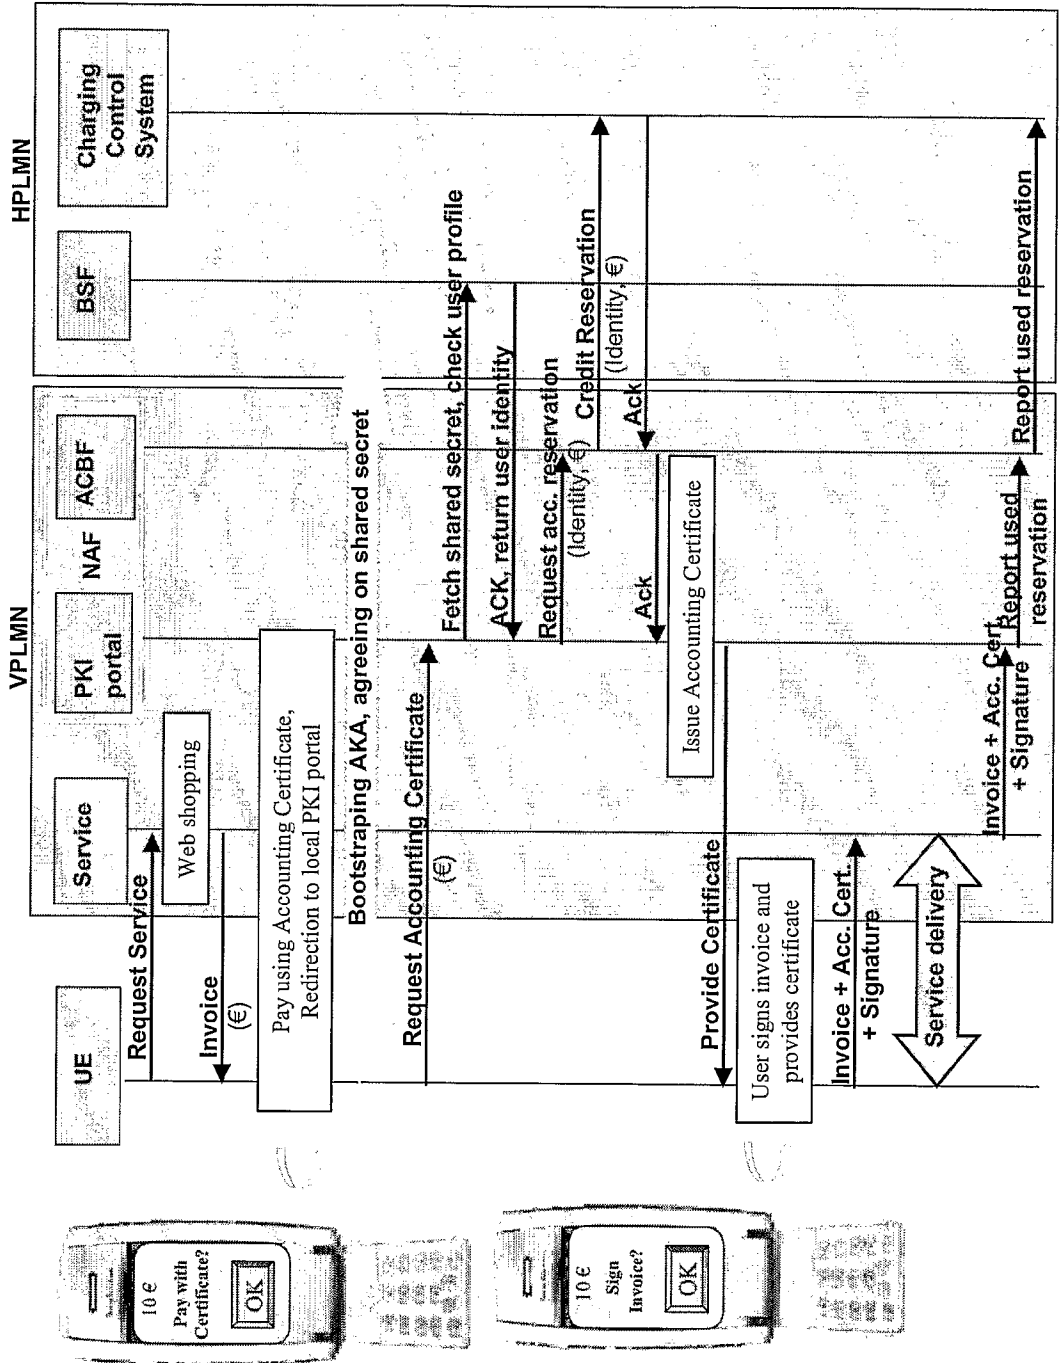 VPLMN
HPLMN
UE
Service
PKI
portal
NAF
ACBF
BSF
Charging
Control
System
Request Service
Web shopping
Invoice
(€)
10 €
Pay with
Certificate?
OK
Pay using Accounting Certificate,
Redirection to local PKI portal
Bootstraping AKA, agreeing on shared secret
Request Accounting Certificate
(€)
Fetch shared secret, check user profile
ACK, return user identity
Request acc. reservation
(Identity, €)
Credit Reservation
(Identity, €)
Ack
Ack
Issue Accounting Certificate
Provide Certificate
10 €
Sign
Invoice?
OK
User signs invoice and
provides certificate
Invoice + Acc. Cert.
+ Signature
Service delivery
Invoice + Acc. Cert.
+ Signature
Report used
reservation
Report used reservation